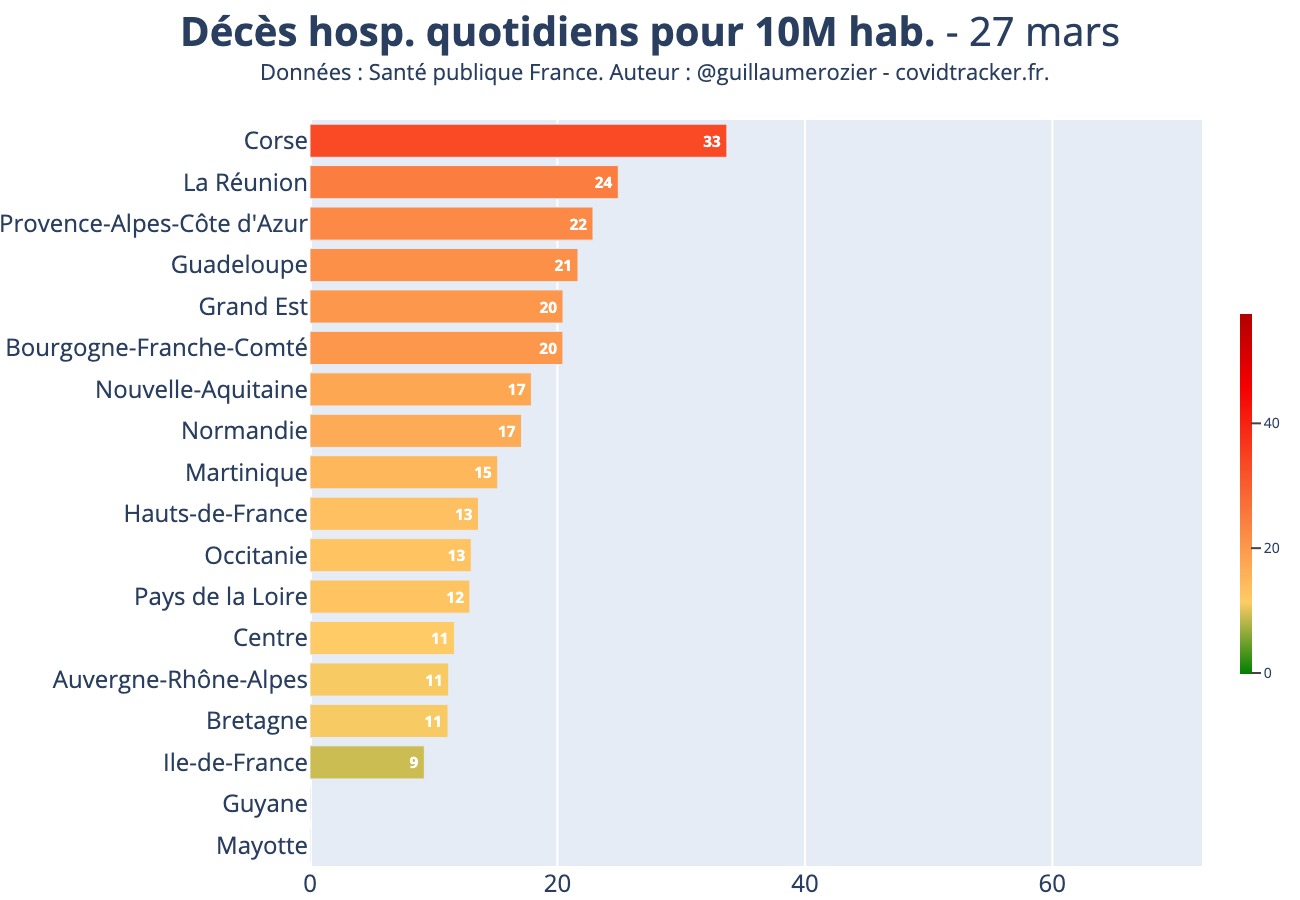 Décès hosp. quotidiens pour 10M hab. - 27 mars
Données : Santé publique France. Auteur : @guillaumerozier - covidtracker.fr.
Corse 33
La Réunion 24
Provence-Alpes-Côte d'Azur 22
Guadeloupe 21
Grand Est 20
Bourgogne-Franche-Comté 20
Nouvelle-Aquitaine 17
Normandie 17
Martinique 15
Hauts-de-France 13
Occitanie 13
Pays de la Loire 12
Centre 11
Auvergne-Rhône-Alpes 11
Bretagne 11
Ile-de-France 9
Guyane
Mayotte
0 20 40 60
40
20
0